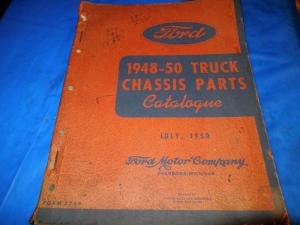 Ford
1948-50 TRUCK
CHASSIS PARTS
Catalogue
JULY, 1950
Ford Motor Company
DEARBORN, MICHIGAN
FORM